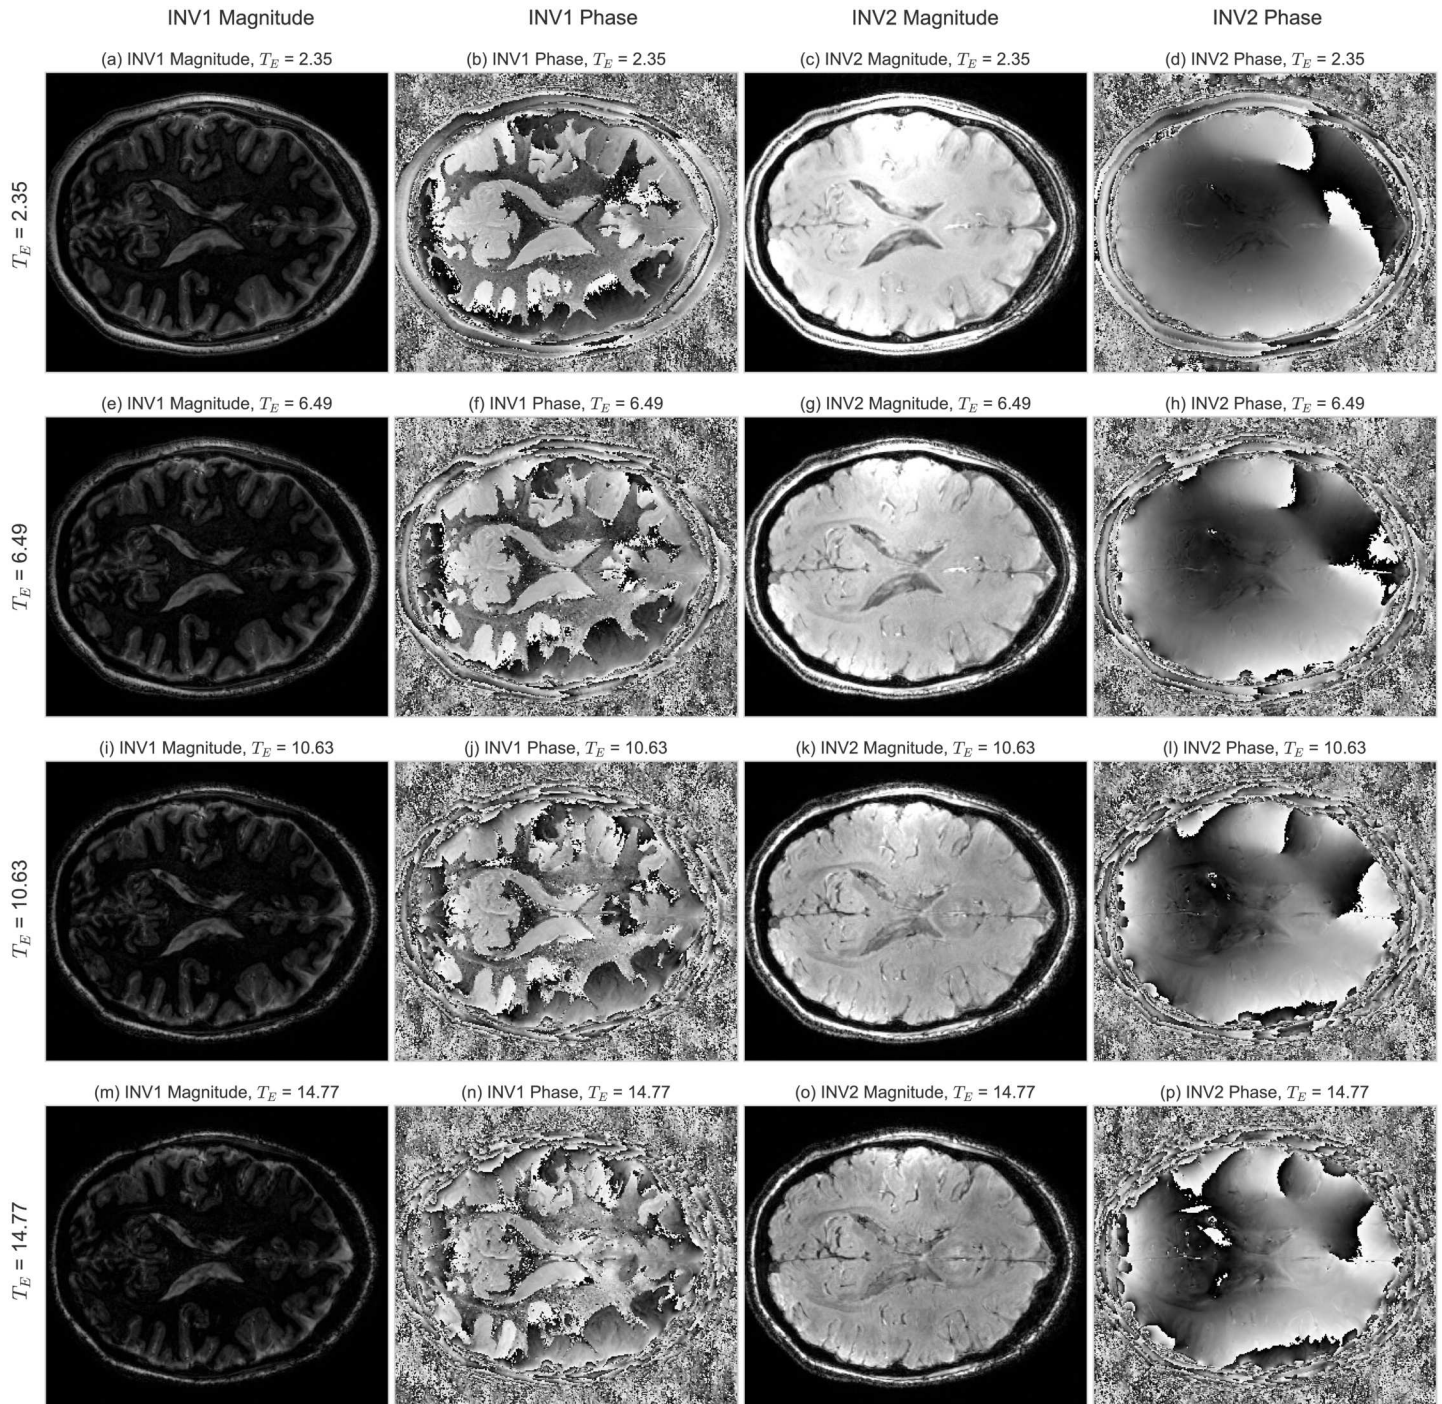 INV1 Magnitude INV1 Phase INV2 Magnitude INV2 Phase
(a) INV1 Magnitude, T_E = 2.35 (b) INV1 Phase, T_E = 2.35 (c) INV2 Magnitude, T_E = 2.35 (d) INV2 Phase, T_E = 2.35
T_E = 2.35
(e) INV1 Magnitude, T_E = 6.49 (f) INV1 Phase, T_E = 6.49 (g) INV2 Magnitude, T_E = 6.49 (h) INV2 Phase, T_E = 6.49
T_E = 6.49
(i) INV1 Magnitude, T_E = 10.63 (j) INV1 Phase, T_E = 10.63 (k) INV2 Magnitude, T_E = 10.63 (l) INV2 Phase, T_E = 10.63
T_E = 10.63
(m) INV1 Magnitude, T_E = 14.77 (n) INV1 Phase, T_E = 14.77 (o) INV2 Magnitude, T_E = 14.77 (p) INV2 Phase, T_E = 14.77
T_E = 14.77